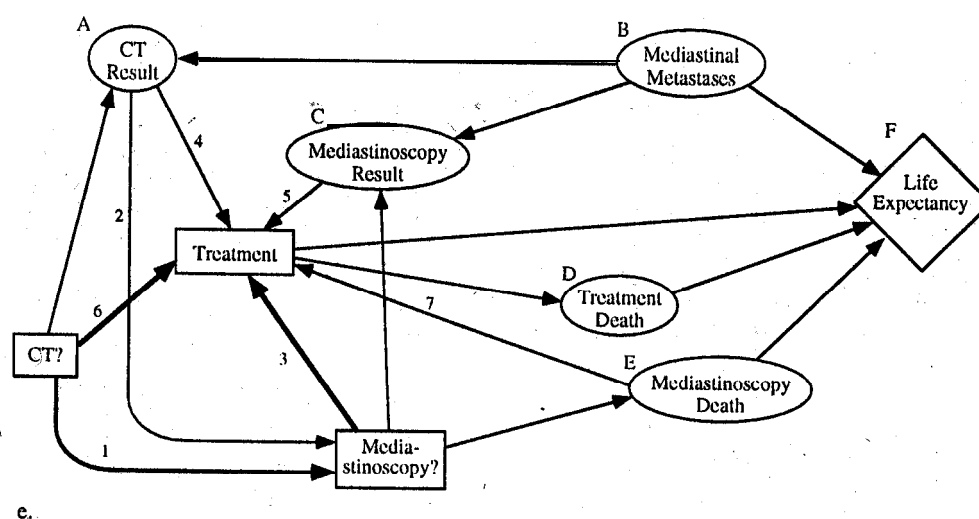 A
CT
Result
B
Mediastinal
Metastases
C
Mediastinoscopy
Result
4
5
2
F
Life
Expectancy
Treatment
D
Treatment
Death
7
6
3
CT?
E
Mediastinoscopy
Death
1
Media-
stinoscopy?
e.